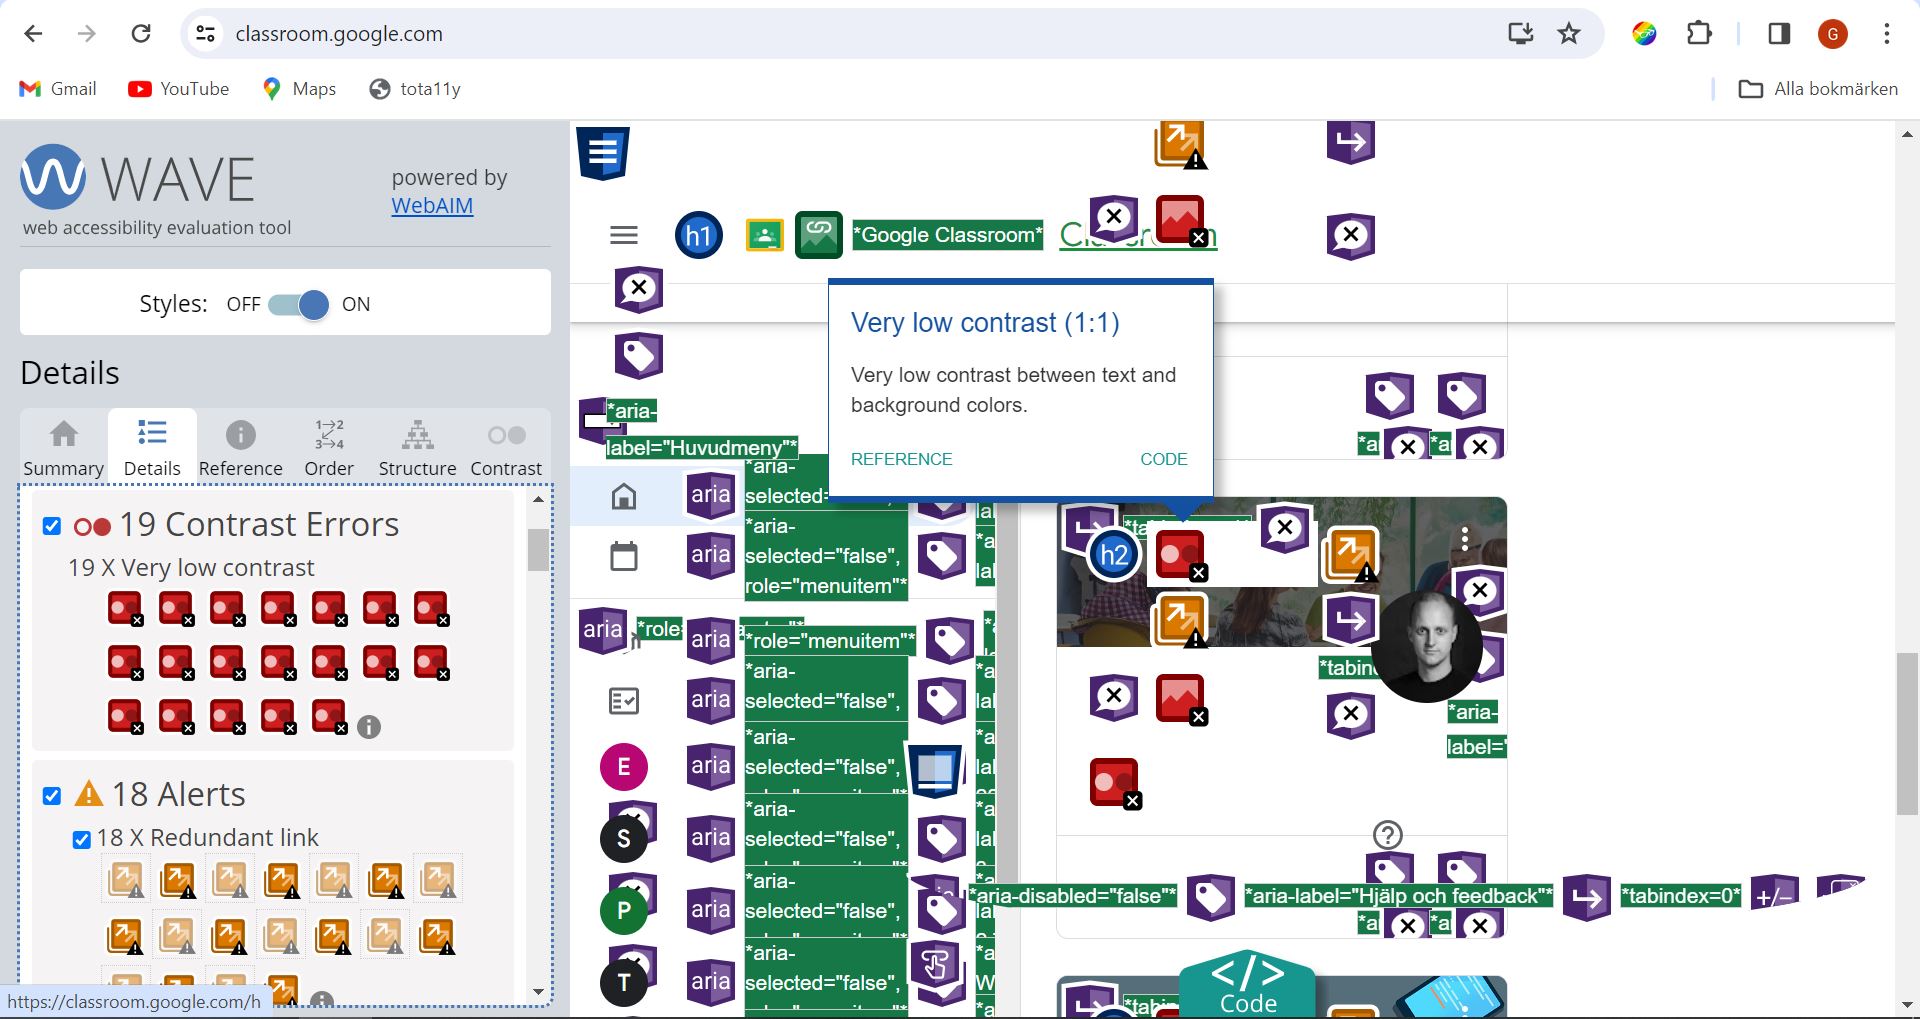 classroom.google.com
G
Gmail
YouTube
Maps
tota11y
Alla bokmärken
WAVE
web accessibility evaluation tool
powered by
WebAIM
Styles: OFF ON
Details
Summary
Details
Reference
Order
Structure
Contrast
19 Contrast Errors
19 X Very low contrast
18 Alerts
18 X Redundant link
https://classroom.google.com/h
h1
*Google Classroom*
Very low contrast (1:1)
Very low contrast between text and
background colors.
REFERENCE
CODE
*aria-
label="Huvudmeny"*
aria
*aria-
selected=
aria
*aria-
selected="false",
role="menuitem"*
aria
*role
aria
*role="menuitem"*
aria
*aria-
selected="false",
E
aria
*aria-
selected="false",
S
aria
*aria-
selected="false",
P
aria
*aria-
selected="false",
T
aria
*aria-
selected="false",
h2
*tabind
*aria-
label="
*aria-disabled="false"*
*aria-label="Hjälp och feedback"*
*tabindex=0*
+/−
Code